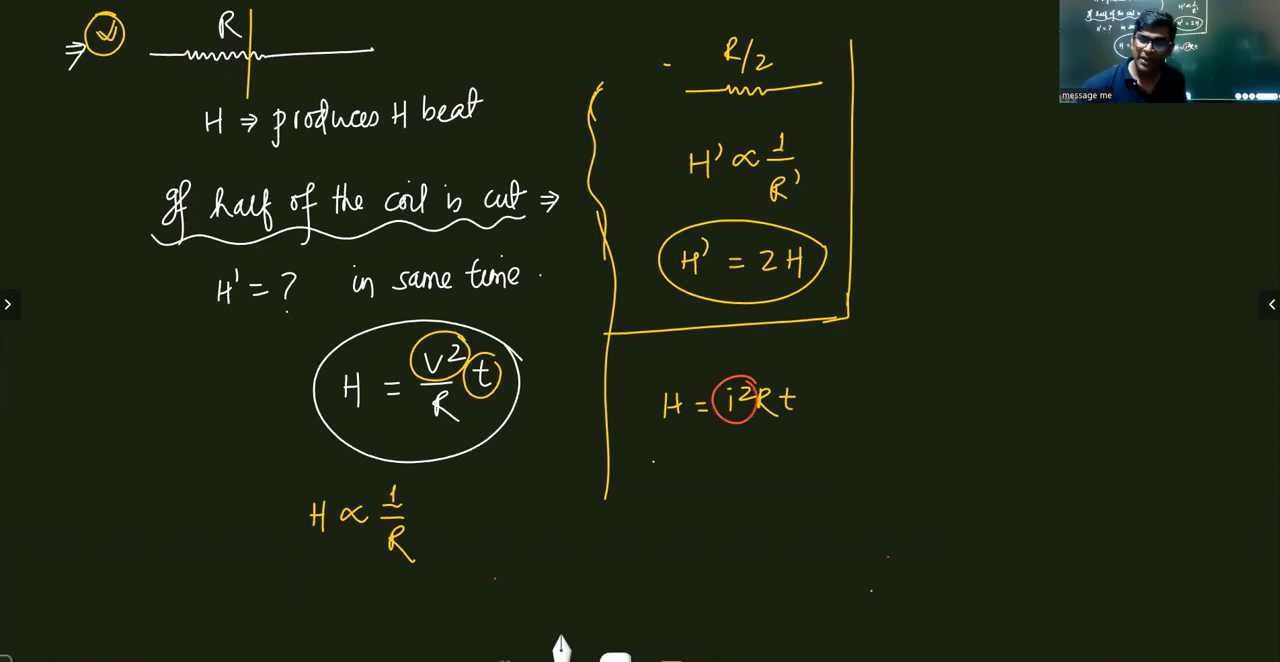 ⇒ R
H ⇒ produces H heat
If half of the coil is cut ⇒
H' = ? in same time
H = V²/R t
H ∝ 1/R
R/2
H' ∝ 1/R'
H' = 2H
H = i²Rt
message me